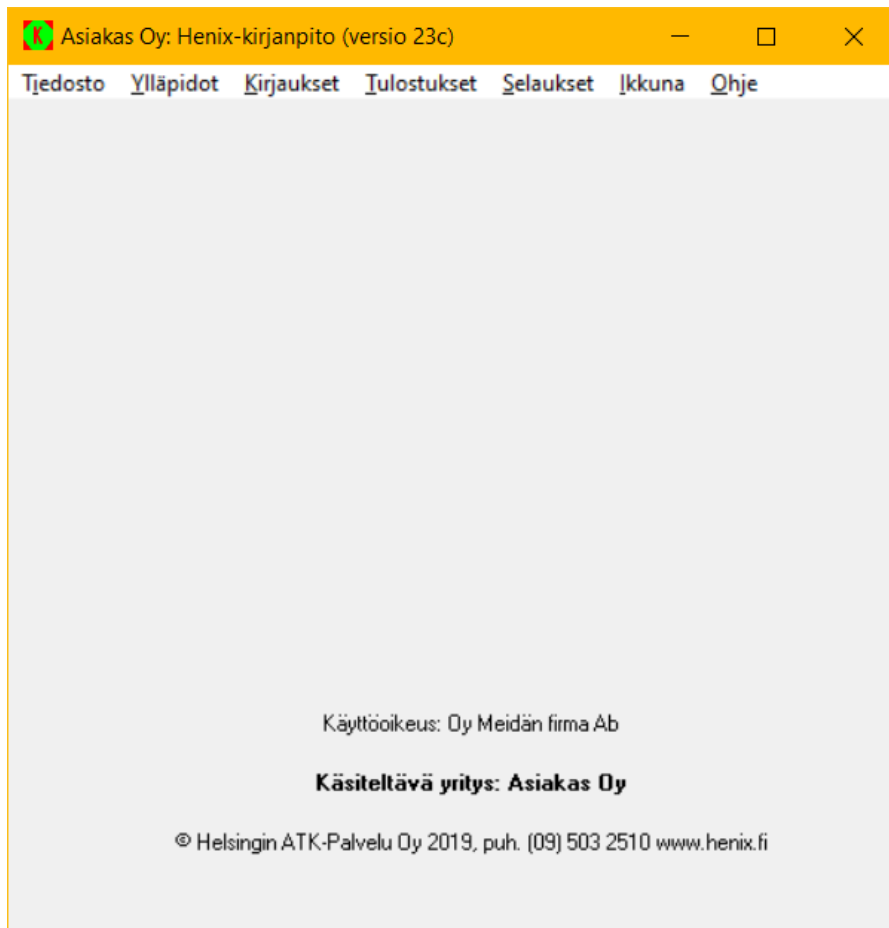 K Asiakas Oy: Henix-kirjanpito (versio 23c)
Tiedosto Ylläpidot Kirjaukset Tulostukset Selaukset Ikkuna Ohje
Käyttöoikeus: Oy Meidän firma Ab
Käsiteltävä yritys: Asiakas Oy
© Helsingin ATK-Palvelu Oy 2019, puh. (09) 503 2510 www.henix.fi